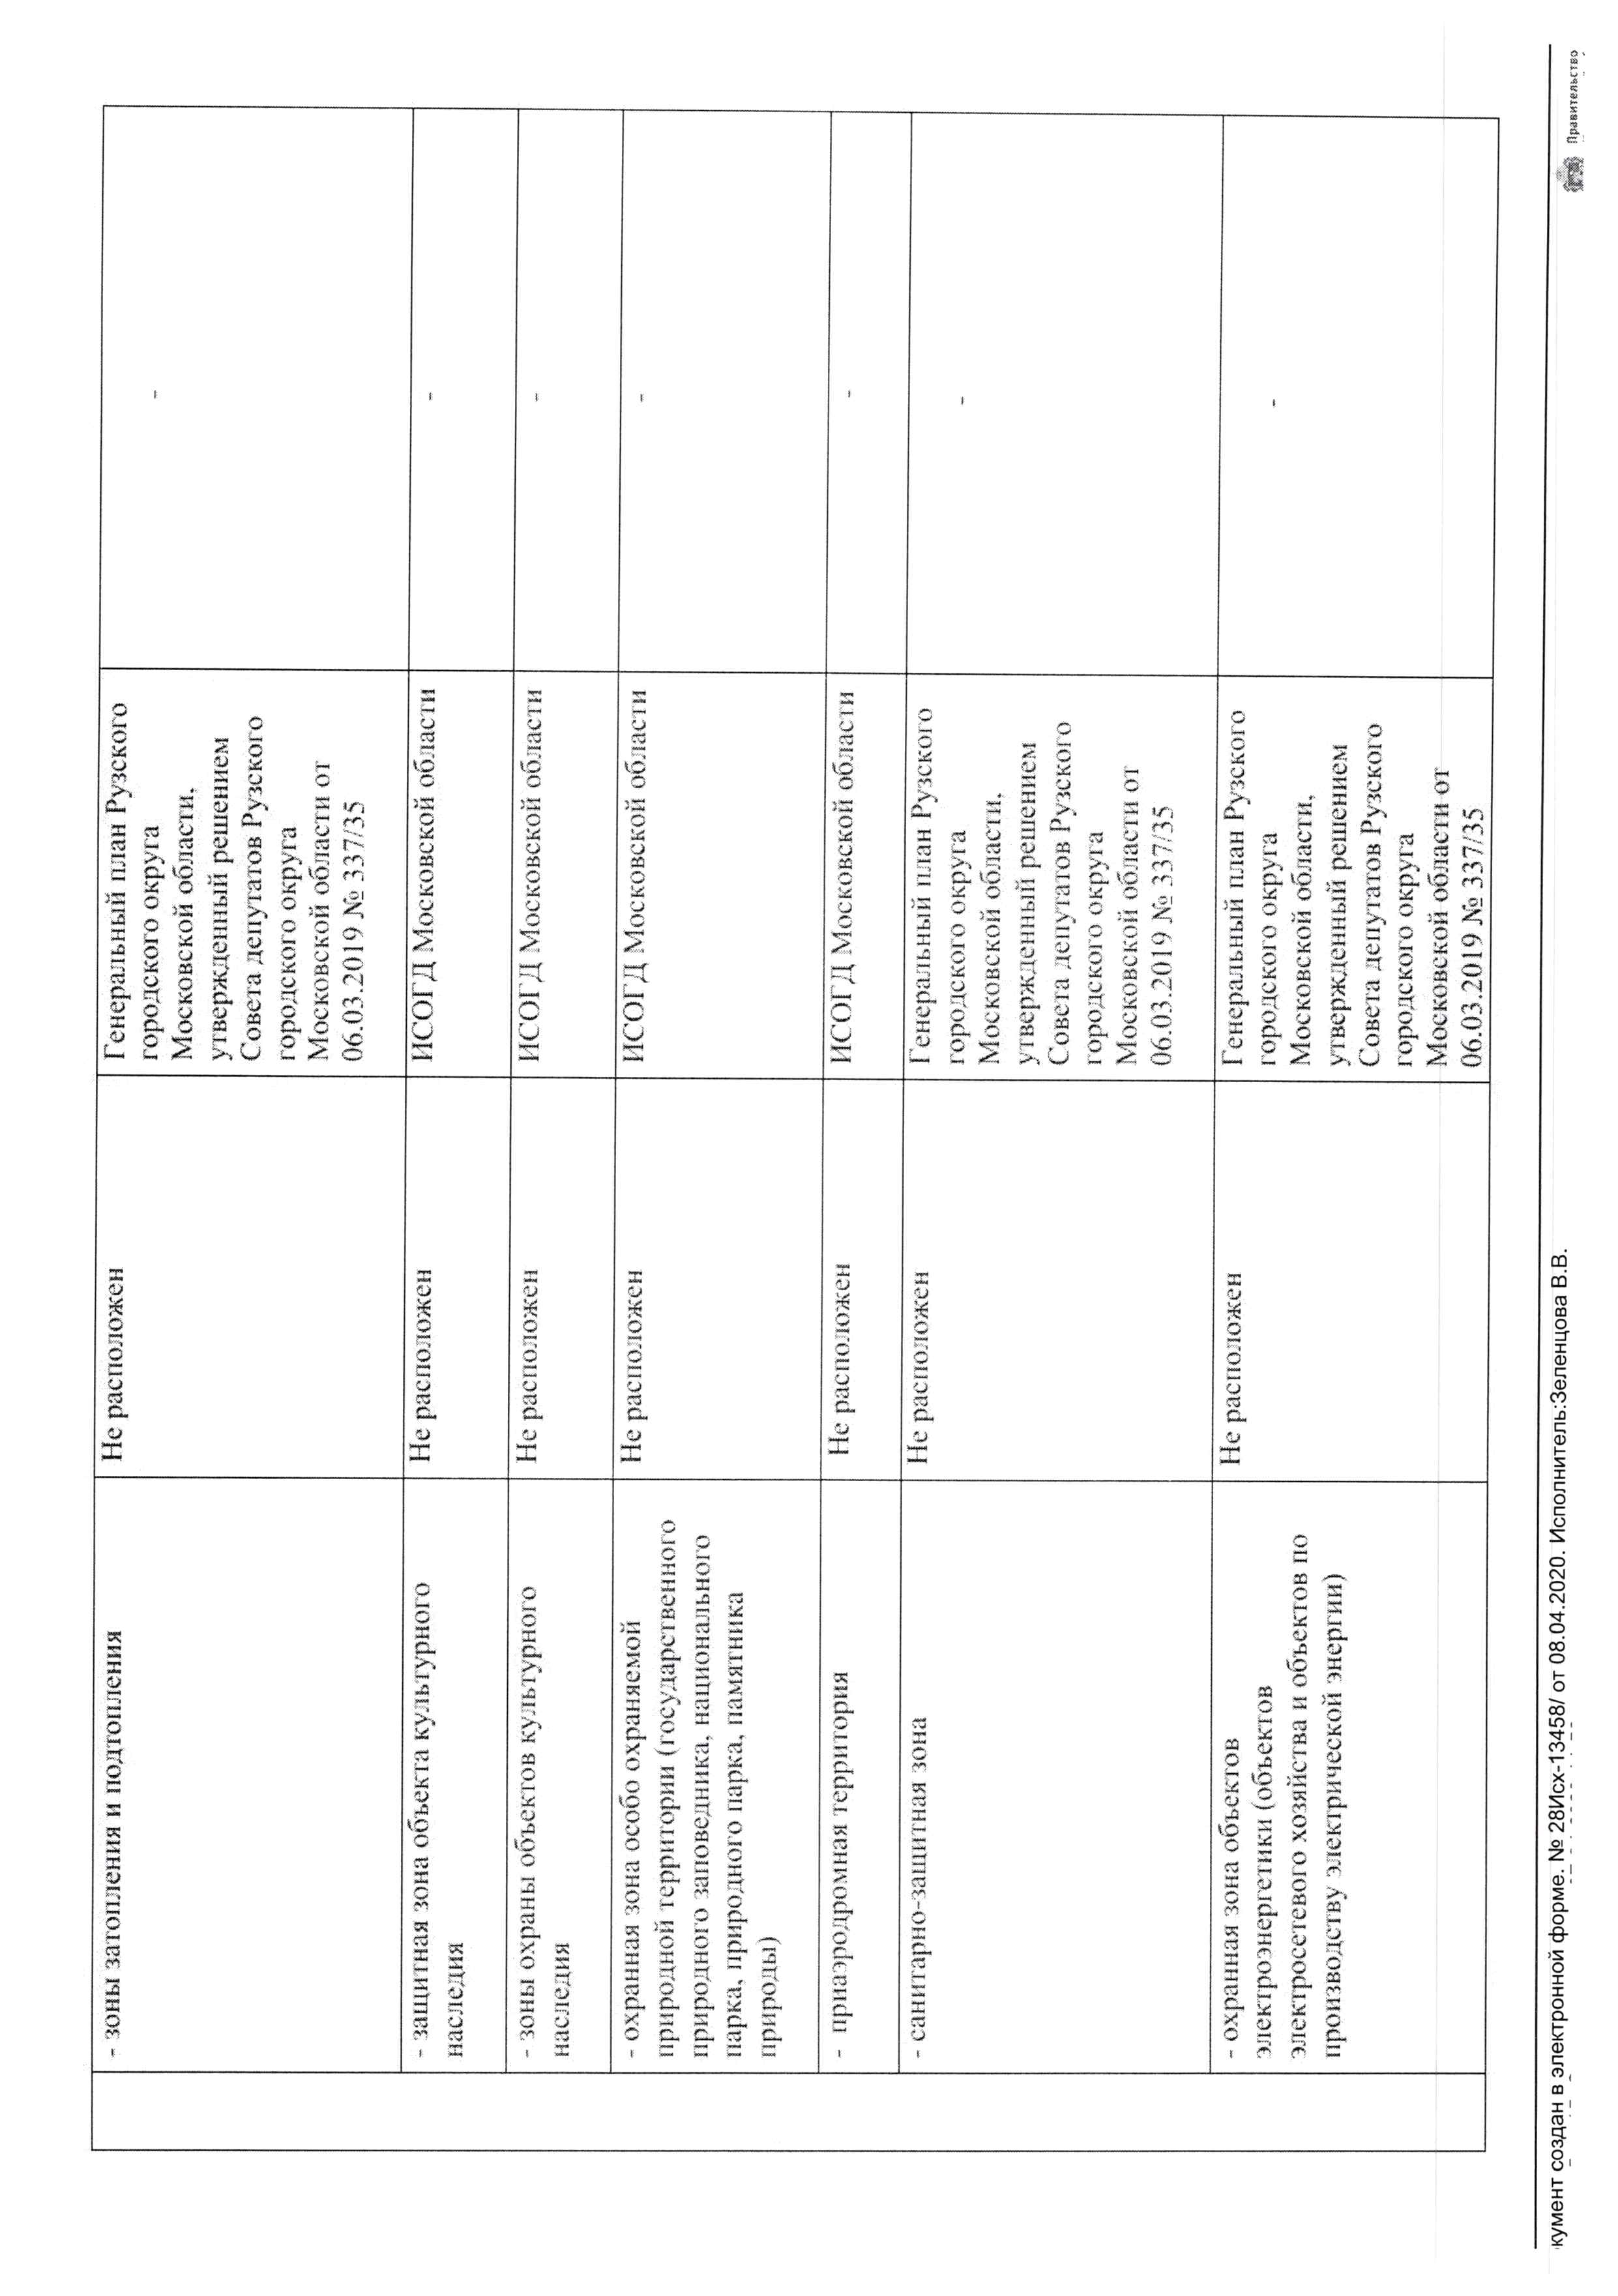 - зоны затопления и подтопления
Не расположен
Генеральный план Рузского
городского округа
Московской области,
утвержденный решением
Совета депутатов Рузского
городского округа
Московской области от
06.03.2019 № 337/35
-
- защитная зона объекта культурного
наследия
Не расположен
ИСОГД Московской области
-
- зоны охраны объектов культурного
наследия
Не расположен
ИСОГД Московской области
-
- охранная зона особо охраняемой
природной территории (государственного
природного заповедника, национального
парка, природного парка, памятника
природы)
Не расположен
ИСОГД Московской области
-
- приаэродромная территория
Не расположен
ИСОГД Московской области
-
- санитарно-защитная зона
Не расположен
Генеральный план Рузского
городского округа
Московской области,
утвержденный решением
Совета депутатов Рузского
городского округа
Московской области от
06.03.2019 № 337/35
-
- охранная зона объектов
электроэнергетики (объектов
электросетевого хозяйства и объектов по
производству электрической энергии)
Не расположен
Генеральный план Рузского
городского округа
Московской области,
утвержденный решением
Совета депутатов Рузского
городского округа
Московской области от
06.03.2019 № 337/35
-
кумент создан в электронной форме. № 28Исх-13458/ от 08.04.2020. Исполнитель:Зеленцова В.В.
Правительство